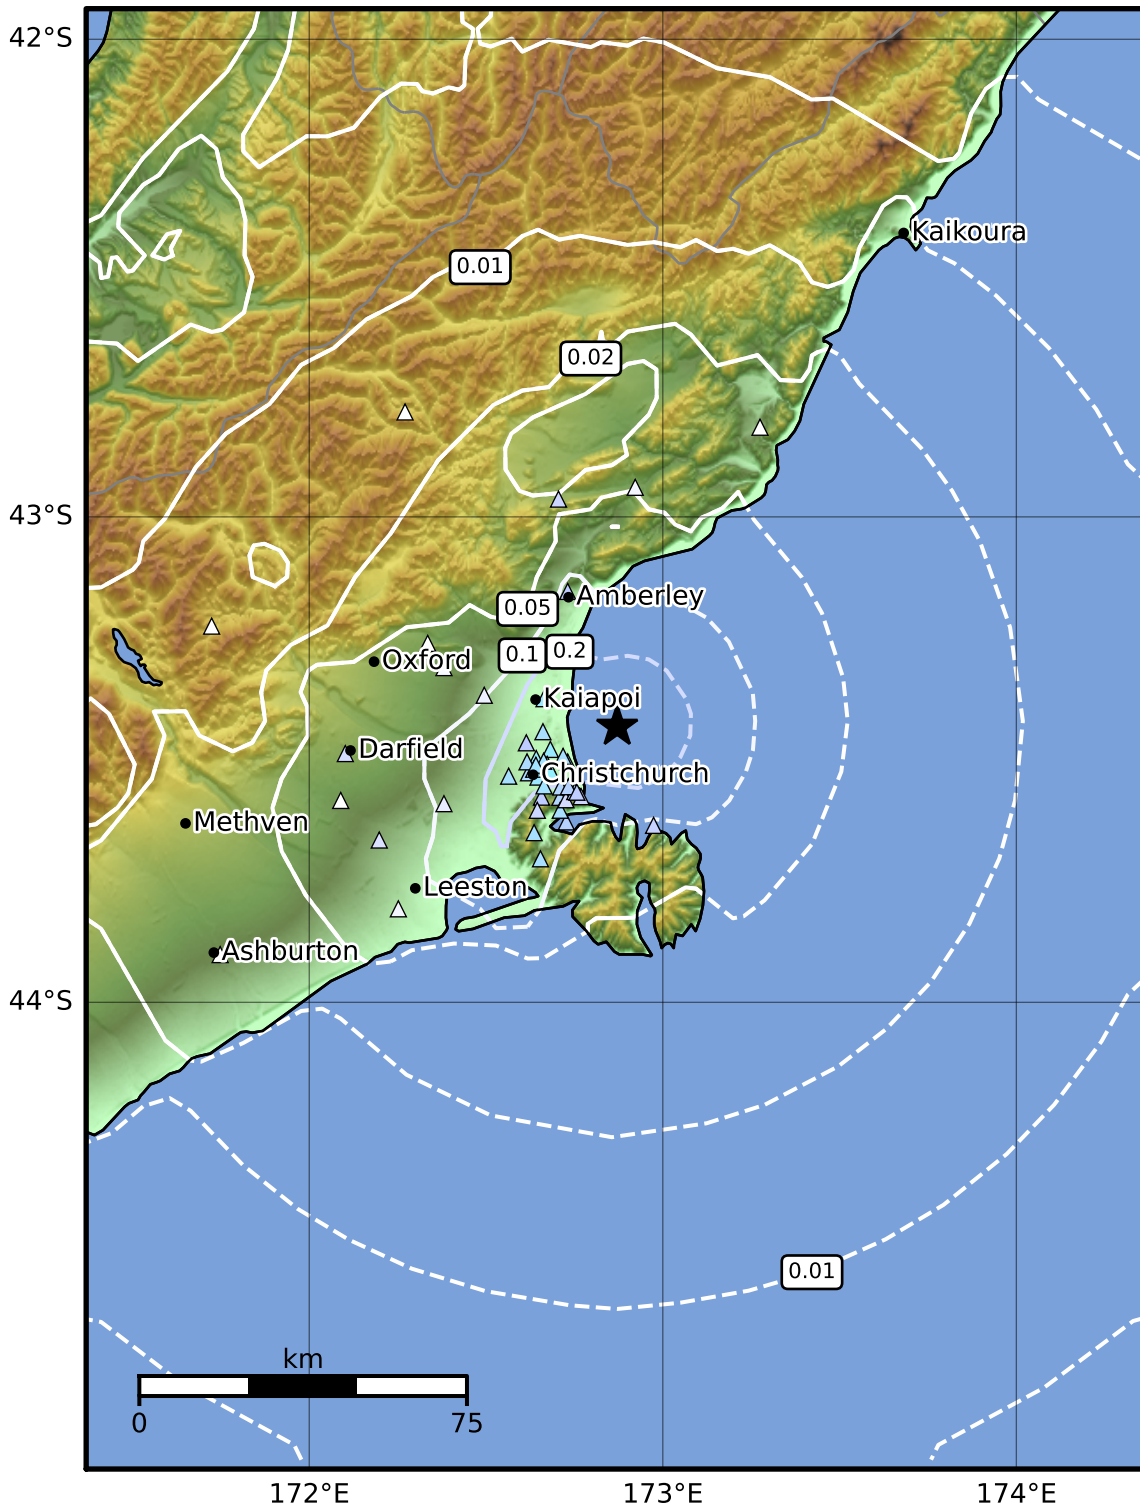 42°S
Kaikoura
0.01
0.02
43°S
Amberley
0.05
0.1
0.2
Oxford
Kaiapoi
Darfield
Christchurch
Methven
Leeston
Ashburton
44°S
0.01
km
0
75
172°E
173°E
174°E